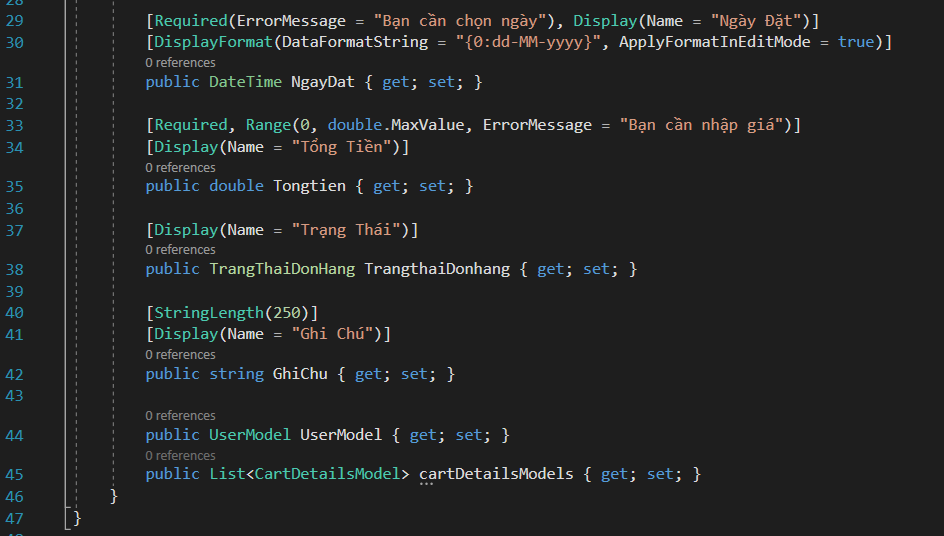 29 [Required(ErrorMessage = "Bạn cần chọn ngày"), Display(Name = "Ngày Đặt")]
30 [DisplayFormat(DataFormatString = "{0:dd-MM-yyyy}", ApplyFormatInEditMode = true)]
0 references
31 public DateTime NgayDat { get; set; }
32
33 [Required, Range(0, double.MaxValue, ErrorMessage = "Bạn cần nhập giá")]
34 [Display(Name = "Tổng Tiền")]
0 references
35 public double Tongtien { get; set; }
36
37 [Display(Name = "Trạng Thái")]
0 references
38 public TrangThaiDonHang TrangthaiDonhang { get; set; }
39
40 [StringLength(250)]
41 [Display(Name = "Ghi Chú")]
0 references
42 public string GhiChu { get; set; }
43
0 references
44 public UserModel UserModel { get; set; }
0 references
45 public List<CartDetailsModel> cartDetailsModels { get; set; }
46 }
47 }